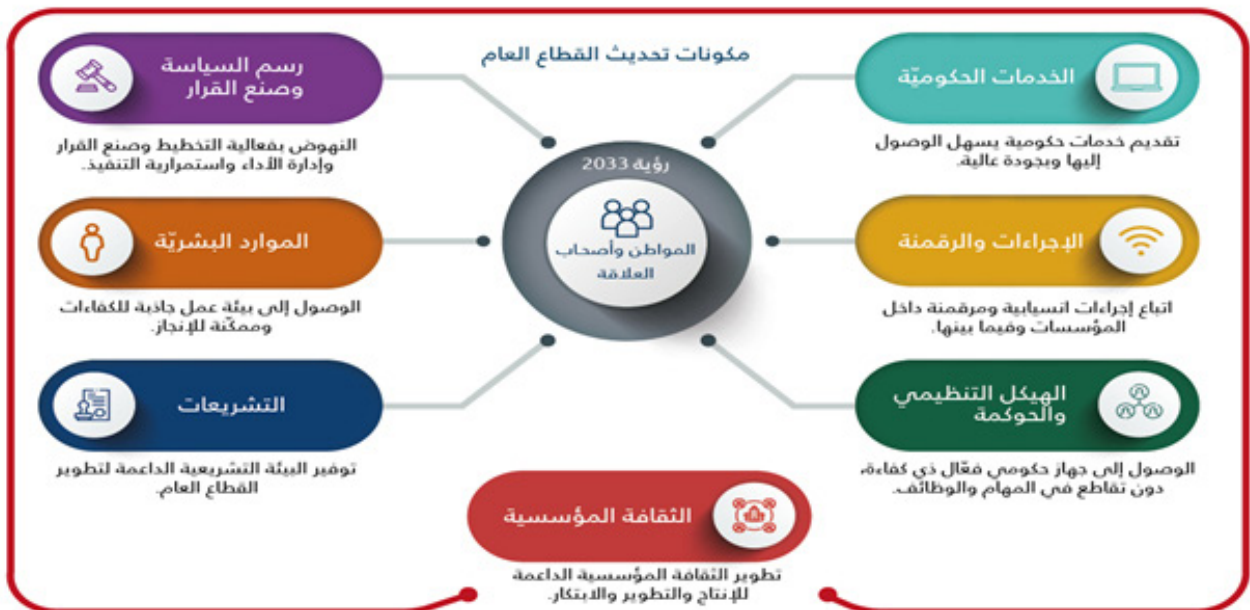 مكونات تحديث القطاع العام
الخدمات الحكوميّة
تقديم خدمات حكومية يسهل الوصول
إليها وبجودة عالية.
الإجراءات والرقمنة
اتباع إجراءات انسيابية ومرقمنة داخل
المؤسسات وفيما بينها.
الهيكل التنظيمي
والحوكمة
الوصول إلى جهاز حكومي فعّال ذي كفاءة،
دون تقاطع في المهام والوظائف.
رؤية 2033
المواطن وأصحاب
العلاقة
رسم السياسة
وصنع القرار
النهوض بفعالية التخطيط وصنع القرار
وإدارة الأداء واستمرارية التنفيذ.
الموارد البشريّة
الوصول إلى بيئة عمل جاذبة للكفاءات
وممكّنة للإنجاز.
التشريعات
توفير البيئة التشريعية الداعمة لتطوير
القطاع العام.
الثقافة المؤسسية
تطوير الثقافة المؤسسية الداعمة
للإنتاج والتطوير والابتكار.